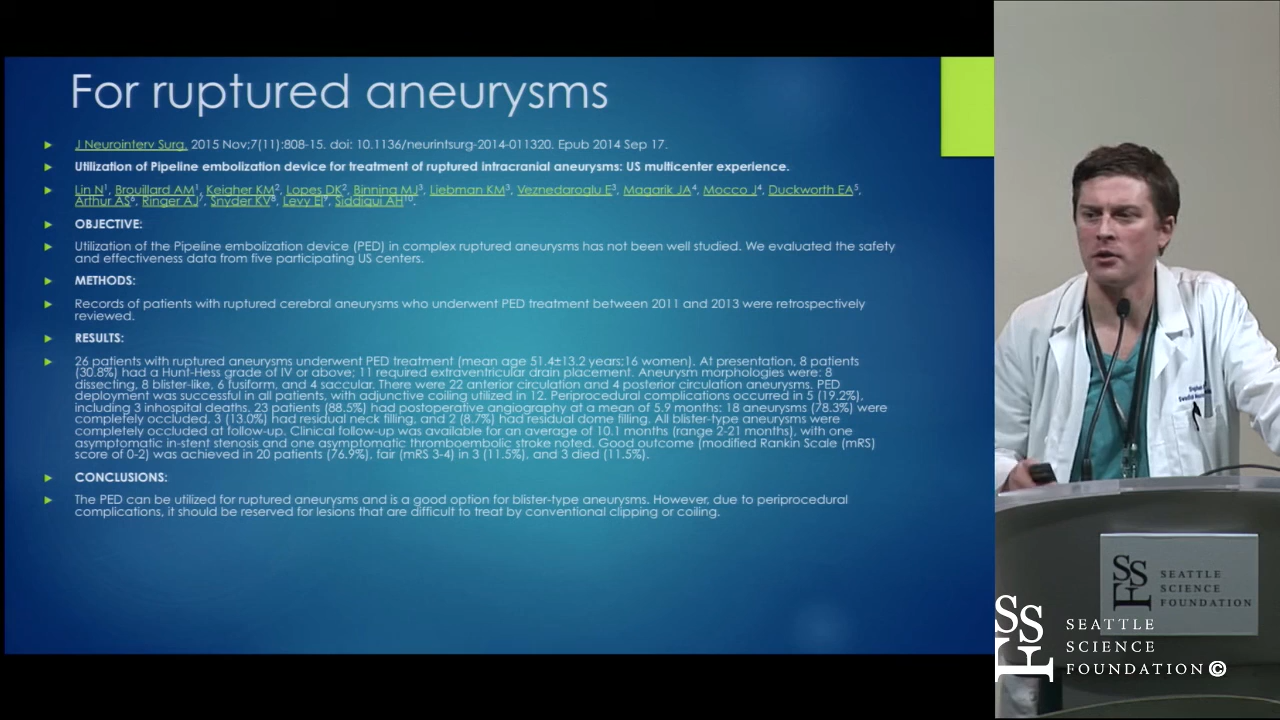 For ruptured aneurysms
J Neurointerv Surg. 2015 Nov;7(11):808-15. doi: 10.1136/neurintsurg-2014-011320. Epub 2014 Sep 17.
Utilization of Pipeline embolization device for treatment of ruptured intracranial aneurysms: US multicenter experience.
Lin N1, Brouillard AM1, Keigher KM2, Lopes DK2, Binning MJ3, Liebman KM3, Veznedaroglu E3, Magarik JA4, Mocco J4, Duckworth EA5,
Arthur AS6, Ringer AJ7, Snyder KV8, Levy EI9, Siddiqui AH10.
OBJECTIVE:
Utilization of the Pipeline embolization device (PED) in complex ruptured aneurysms has not been well studied. We evaluated the safety
and effectiveness data from five participating US centers.
METHODS:
Records of patients with ruptured cerebral aneurysms who underwent PED treatment between 2011 and 2013 were retrospectively
reviewed.
RESULTS:
26 patients with ruptured aneurysms underwent PED treatment (mean age 51.4±13.2 years;16 women). At presentation, 8 patients
(30.8%) had a Hunt-Hess grade of IV or above; 11 required extraventricular drain placement. Aneurysm morphologies were: 8
dissecting, 8 blister-like, 6 fusiform, and 4 saccular. There were 22 anterior circulation and 4 posterior circulation aneurysms. PED
deployment was successful in all patients, with adjunctive coiling utilized in 12. Periprocedural complications occurred in 5 (19.2%),
including 3 inhospital deaths. 23 patients (88.5%) had postoperative angiography at a mean of 5.9 months: 18 aneurysms (78.3%) were
completely occluded, 3 (13.0%) had residual neck filling, and 2 (8.7%) had residual dome filling. All blister-type aneurysms were
completely occluded at follow-up. Clinical follow-up was available for an average of 10.1 months (range 2-21 months), with one
asymptomatic in-stent stenosis and one asymptomatic thromboembolic stroke noted. Good outcome (modified Rankin Scale (mRS)
score of 0-2) was achieved in 20 patients (76.9%), fair (mRS 3-4) in 3 (11.5%), and 3 died (11.5%).
CONCLUSIONS:
The PED can be utilized for ruptured aneurysms and is a good option for blister-type aneurysms. However, due to periprocedural
complications, it should be reserved for lesions that are difficult to treat by conventional clipping or coiling.
SSF
SEATTLE
SCIENCE
FOUNDATION
SSF
SEATTLE
SCIENCE
FOUNDATION©